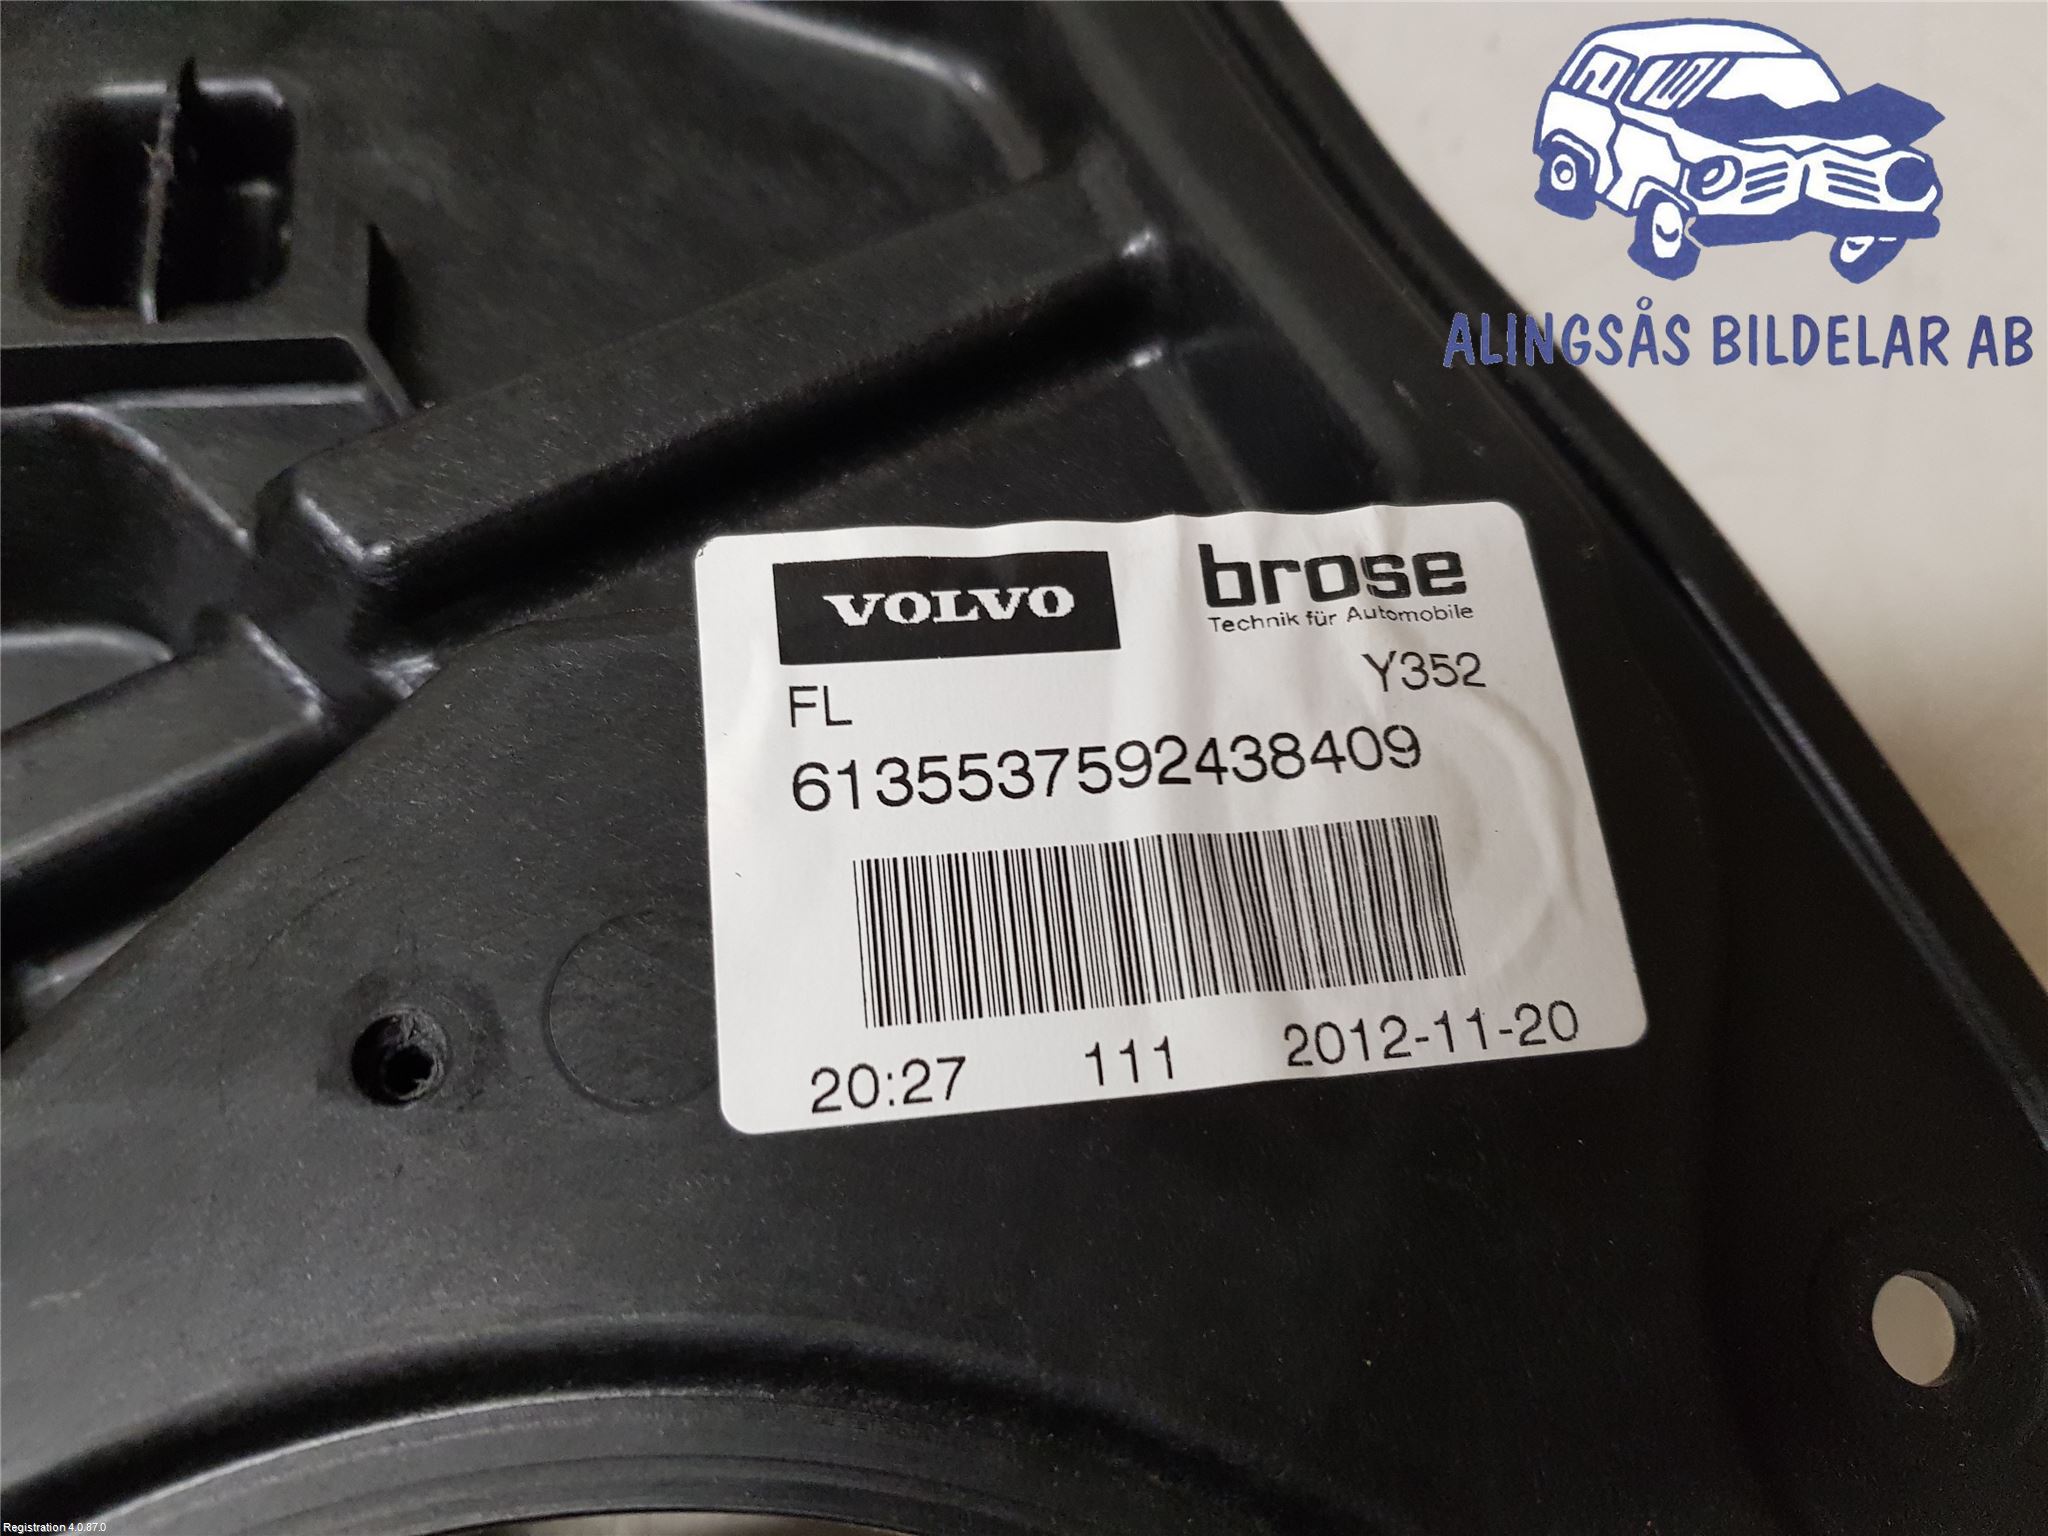 ALINGSÅS BILDELAR AB
VOLVO
brose
Technik für Automobile
FL
Y352
6135537592438409
20:27 111 2012-11-20
Registration 4.0.87.0